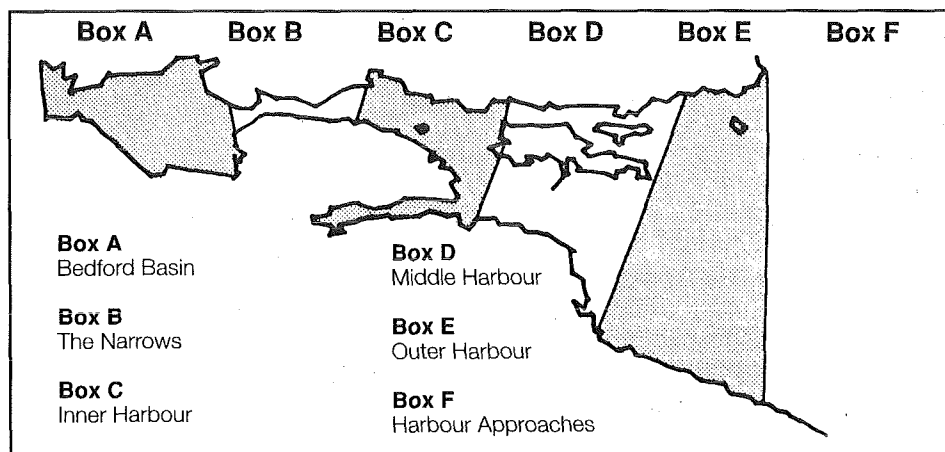 Box A Box B Box C Box D Box E Box F
Box A
Bedford Basin
Box B
The Narrows
Box C
Inner Harbour
Box D
Middle Harbour
Box E
Outer Harbour
Box F
Harbour Approaches